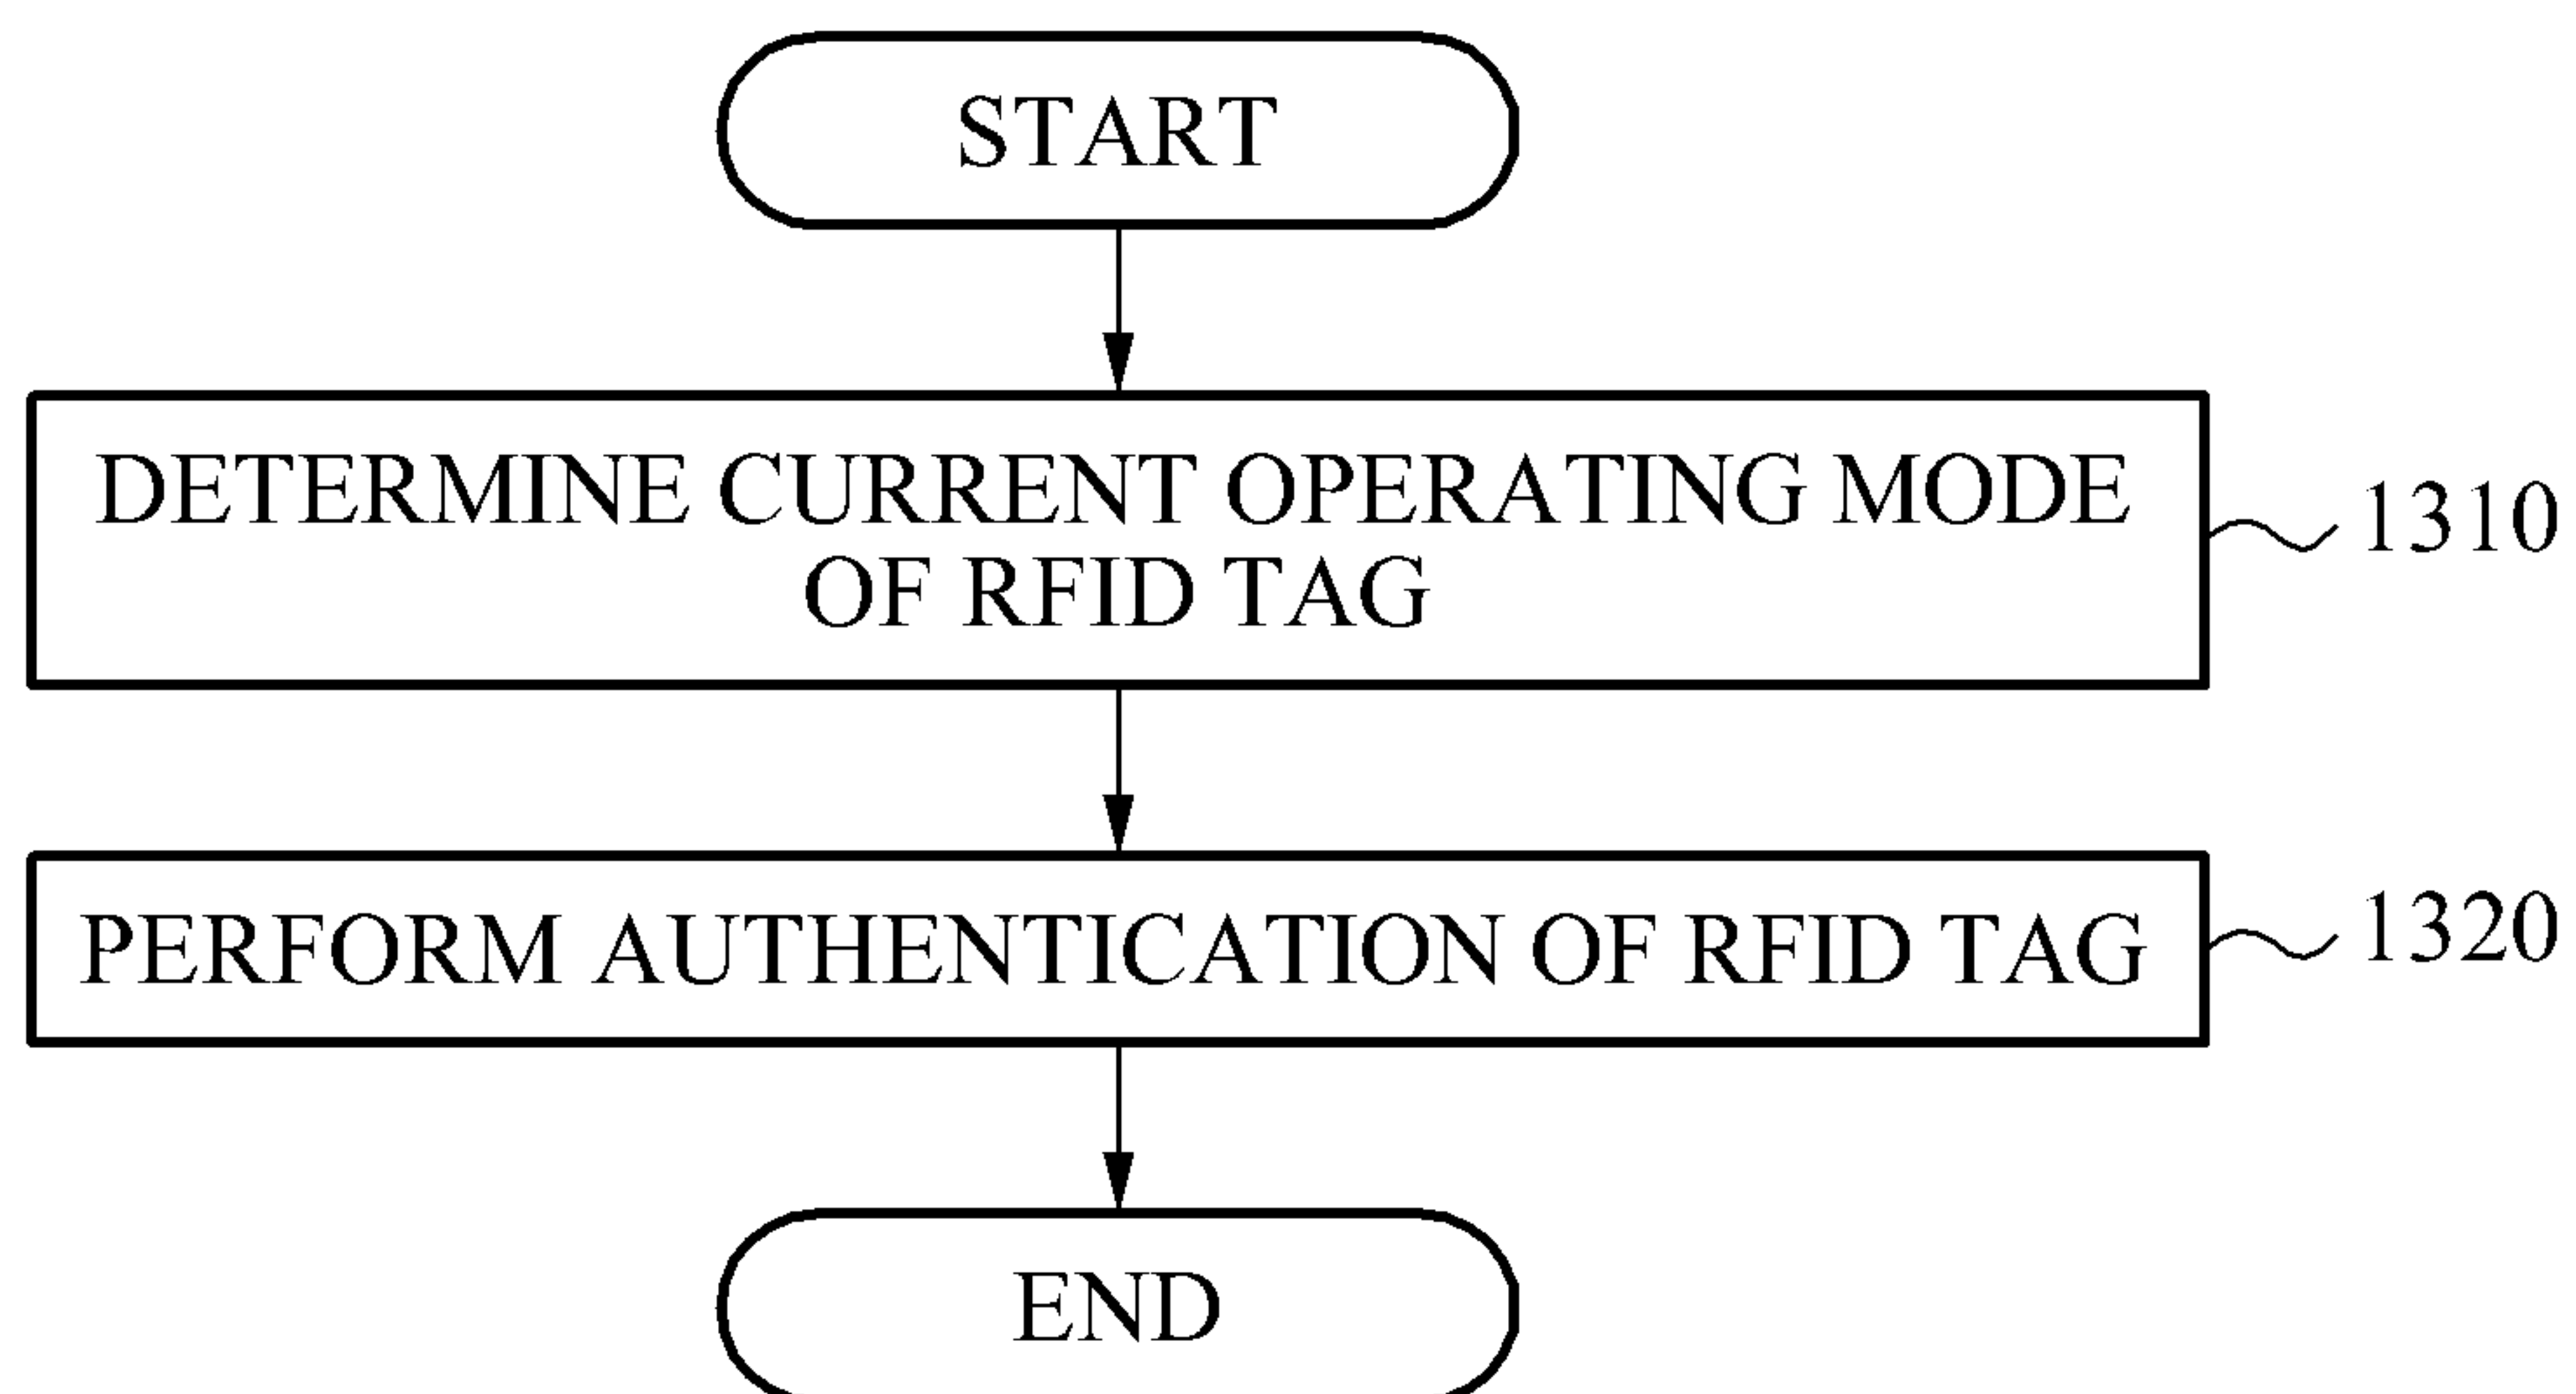 START
DETERMINE CURRENT OPERATING MODE
OF RFID TAG
1310
PERFORM AUTHENTICATION OF RFID TAG
1320
END